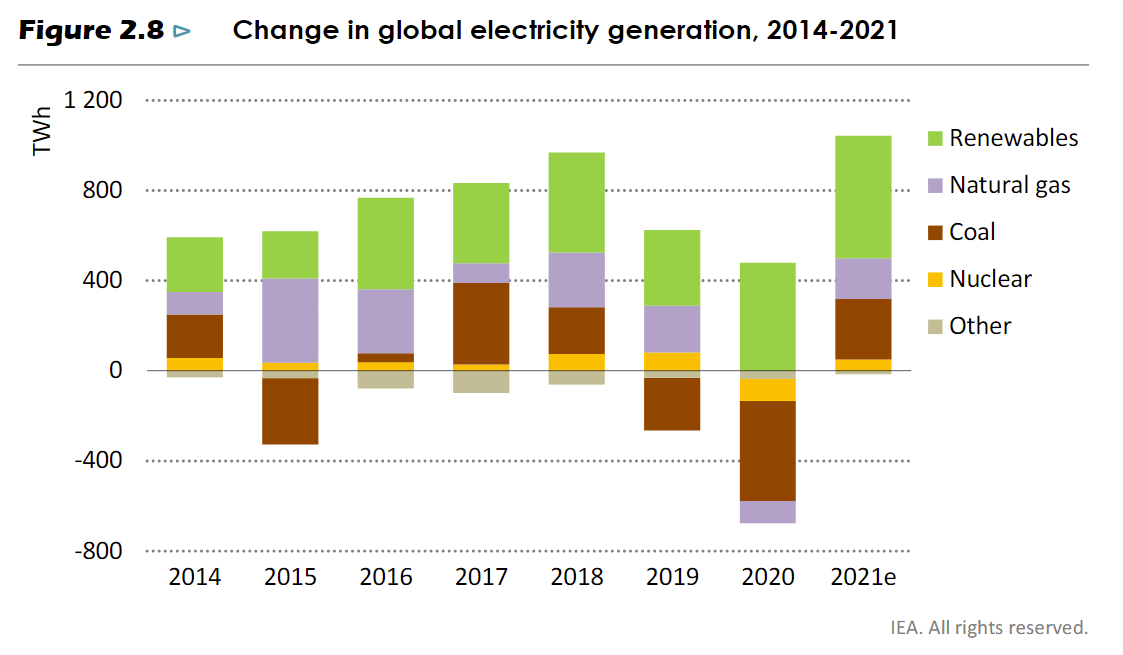 Figure 2.8 ⊳ Change in global electricity generation, 2014-2021
TWh
1 200
800
400
0
-400
-800
2014 2015 2016 2017 2018 2019 2020 2021e
Renewables
Natural gas
Coal
Nuclear
Other
IEA. All rights reserved.